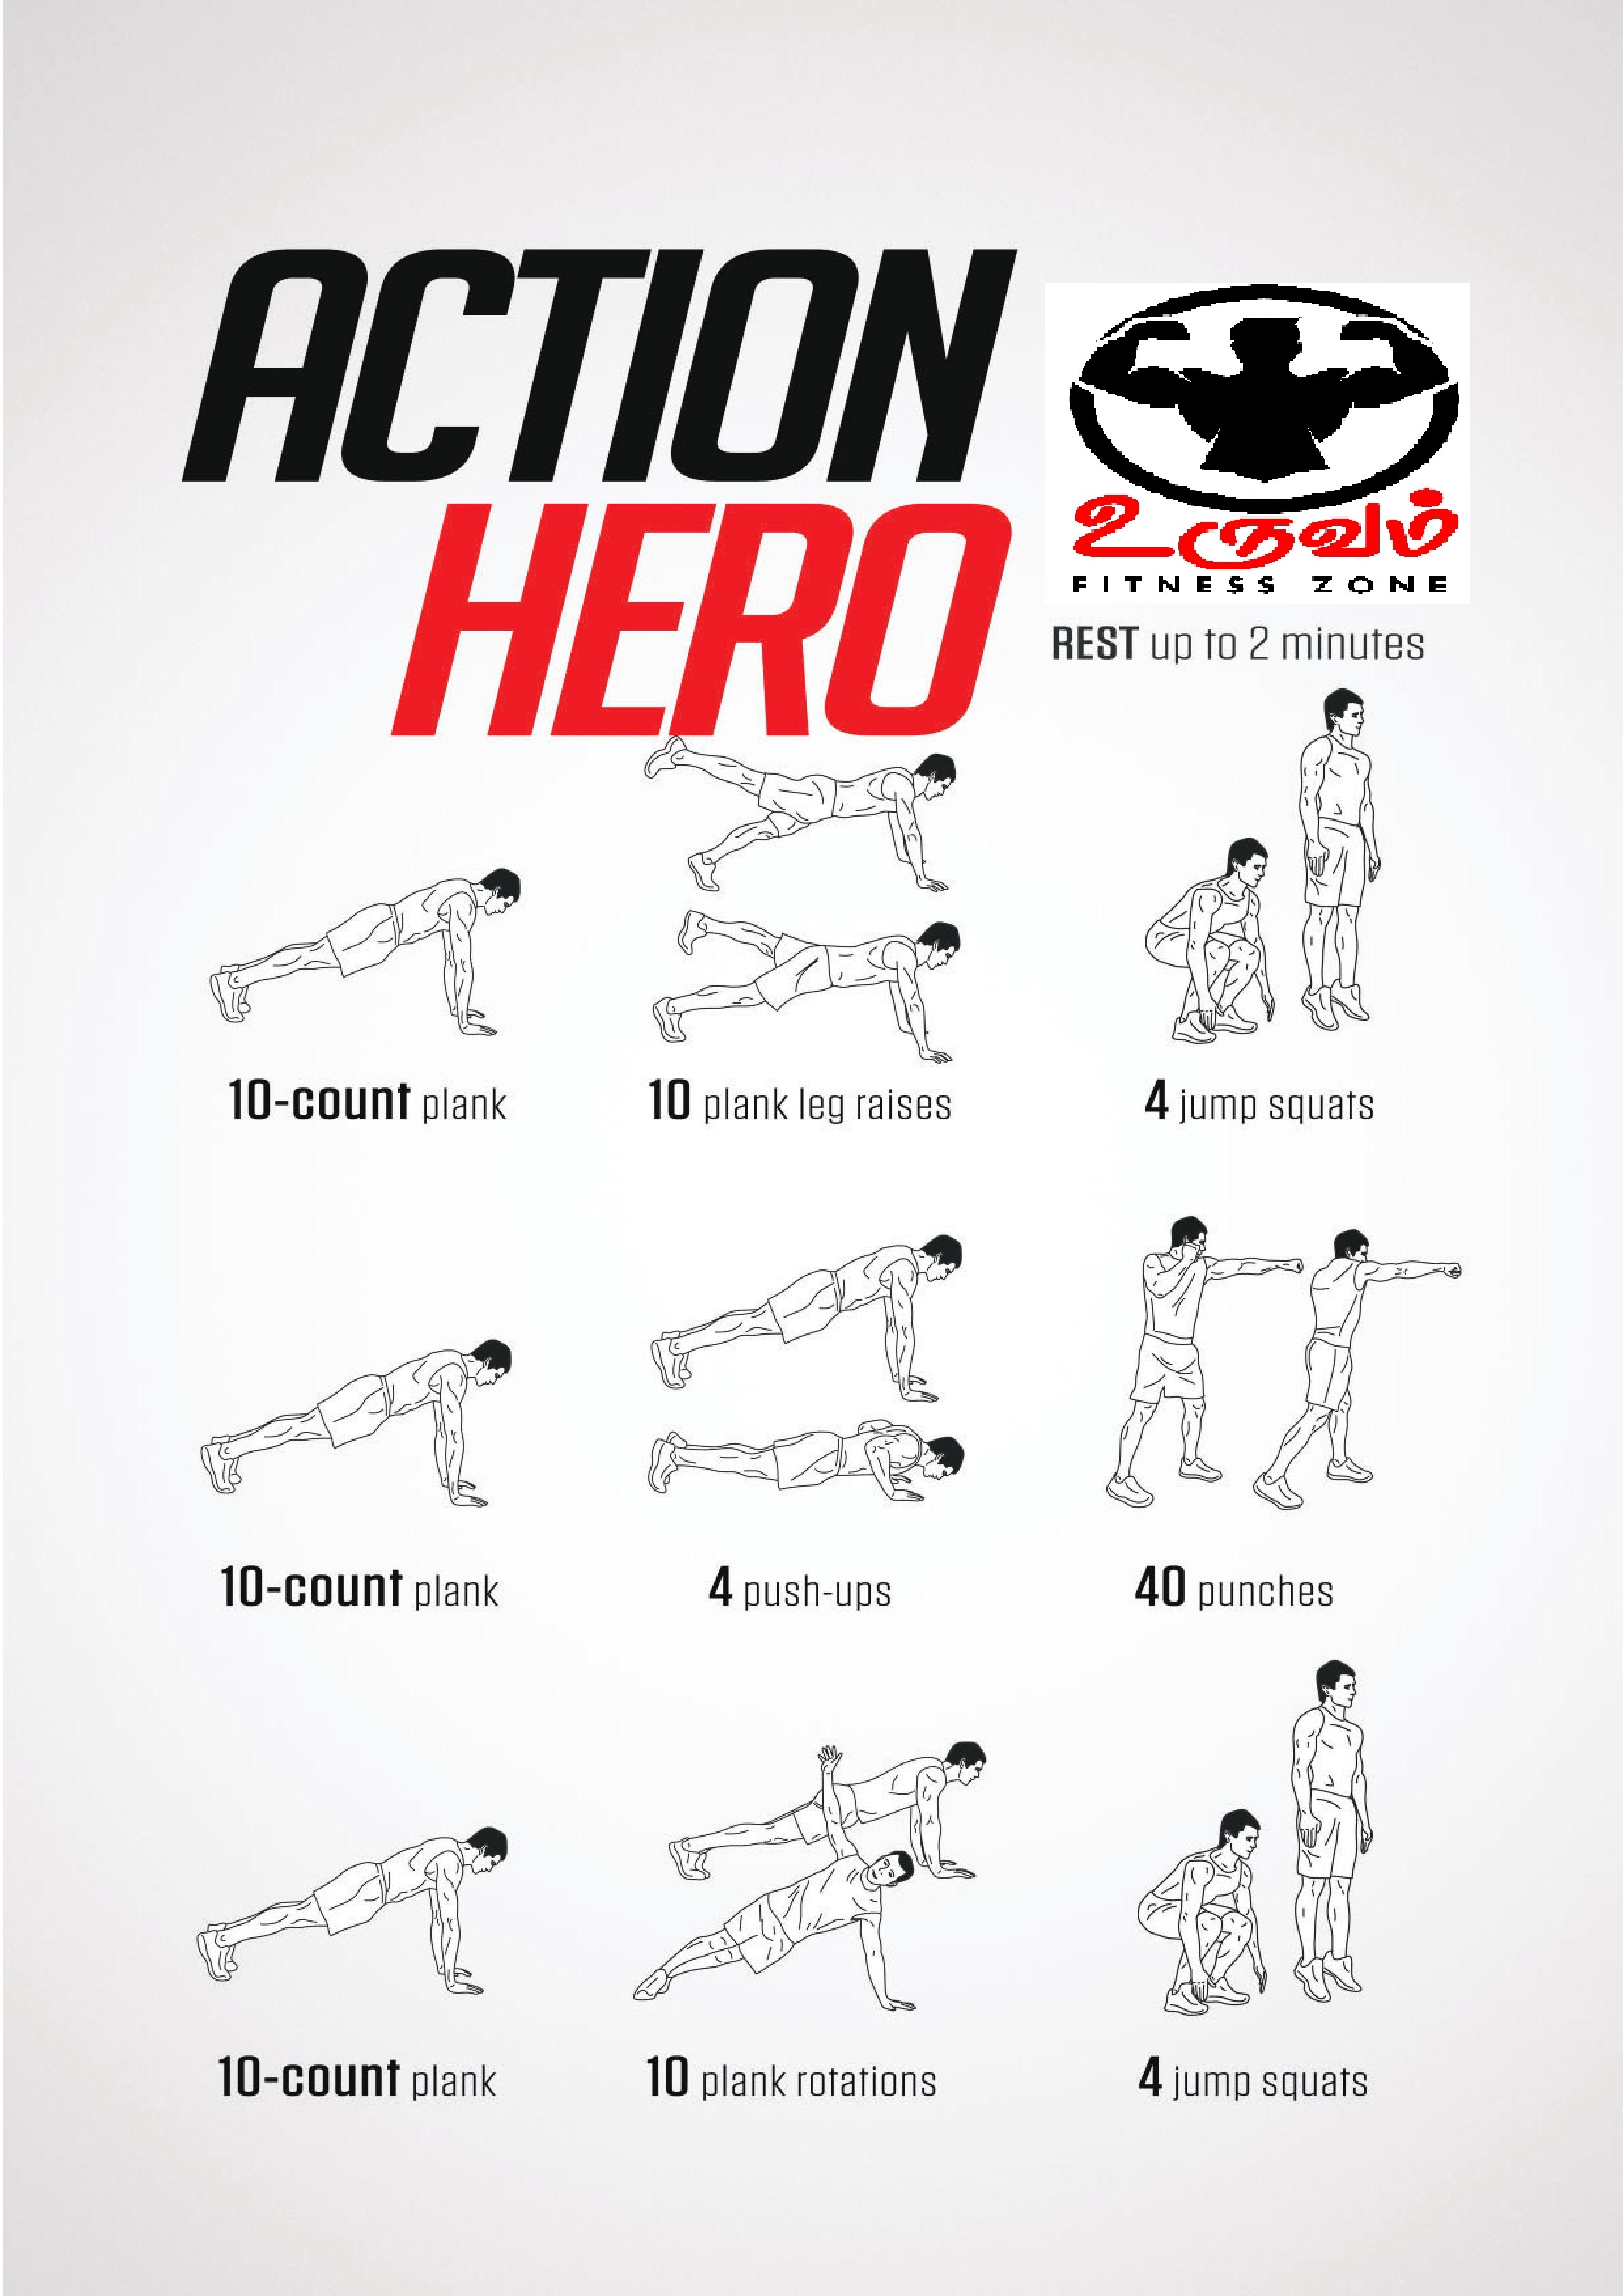 ACTION
HERO
உருவம்
FITNESS ZONE
REST up to 2 minutes
10-count plank
10 plank leg raises
4 jump squats
10-count plank
4 push-ups
40 punches
10-count plank
10 plank rotations
4 jump squats